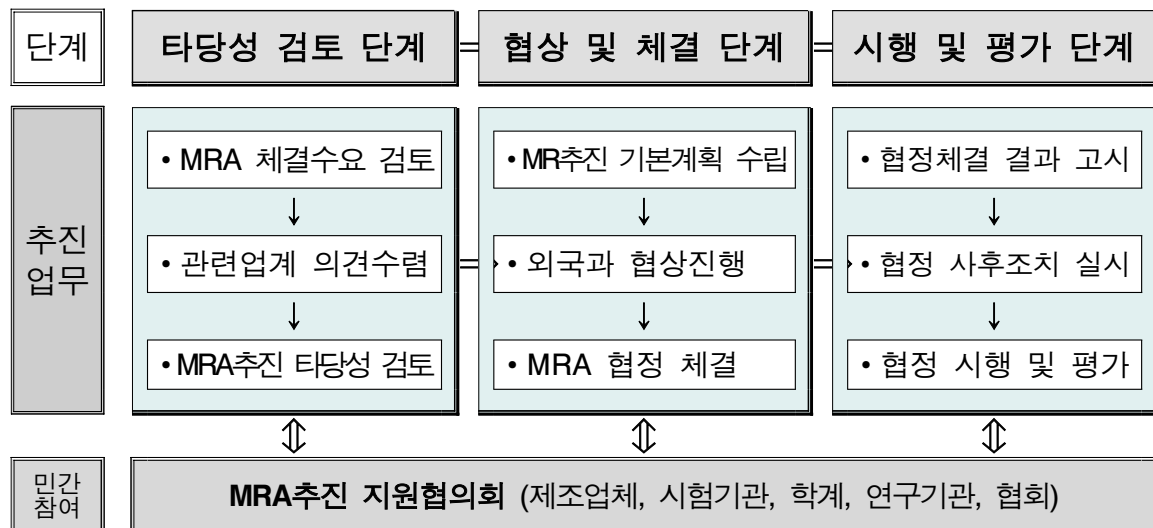 단계
타당성 검토 단계
협상 및 체결 단계
시행 및 평가 단계
추진
업무
• MRA 체결수요 검토
↓
• 관련업계 의견수렴
↓
• MRA추진 타당성 검토
• MR추진 기본계획 수립
↓
• 외국과 협상진행
↓
• MRA 협정 체결
• 협정체결 결과 고시
↓
• 협정 사후조치 실시
↓
• 협정 시행 및 평가
민간
참여
MRA추진 지원협의회 (제조업체, 시험기관, 학계, 연구기관, 협회)